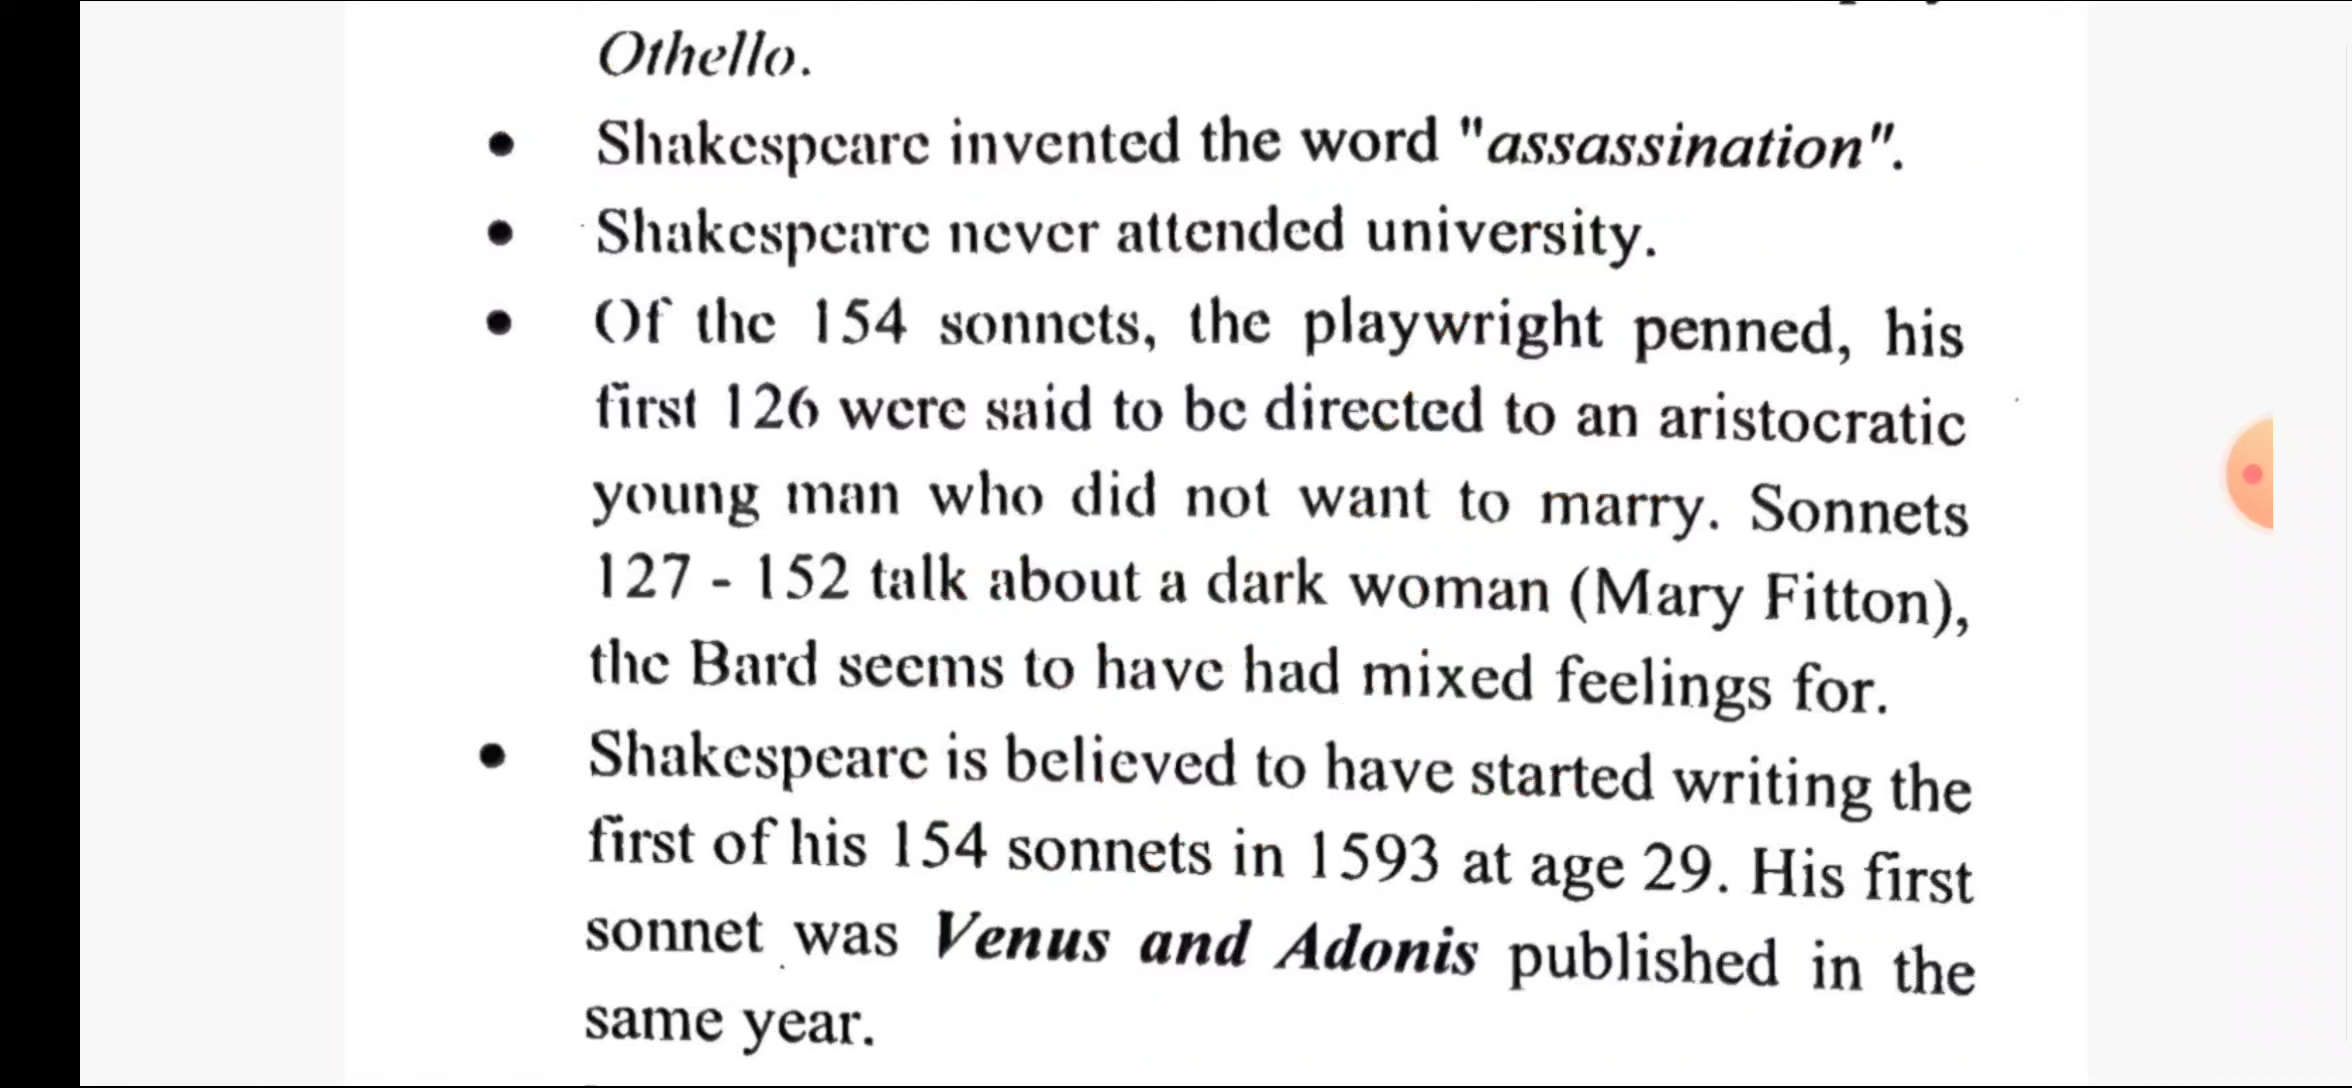 Othello.
• Shakespeare invented the word "assassination".
• Shakespeare never attended university.
• Of the 154 sonnets, the playwright penned, his
first 126 were said to be directed to an aristocratic
young man who did not want to marry. Sonnets
127 - 152 talk about a dark woman (Mary Fitton),
the Bard seems to have had mixed feelings for.
• Shakespeare is believed to have started writing the
first of his 154 sonnets in 1593 at age 29. His first
sonnet was Venus and Adonis published in the
same year.